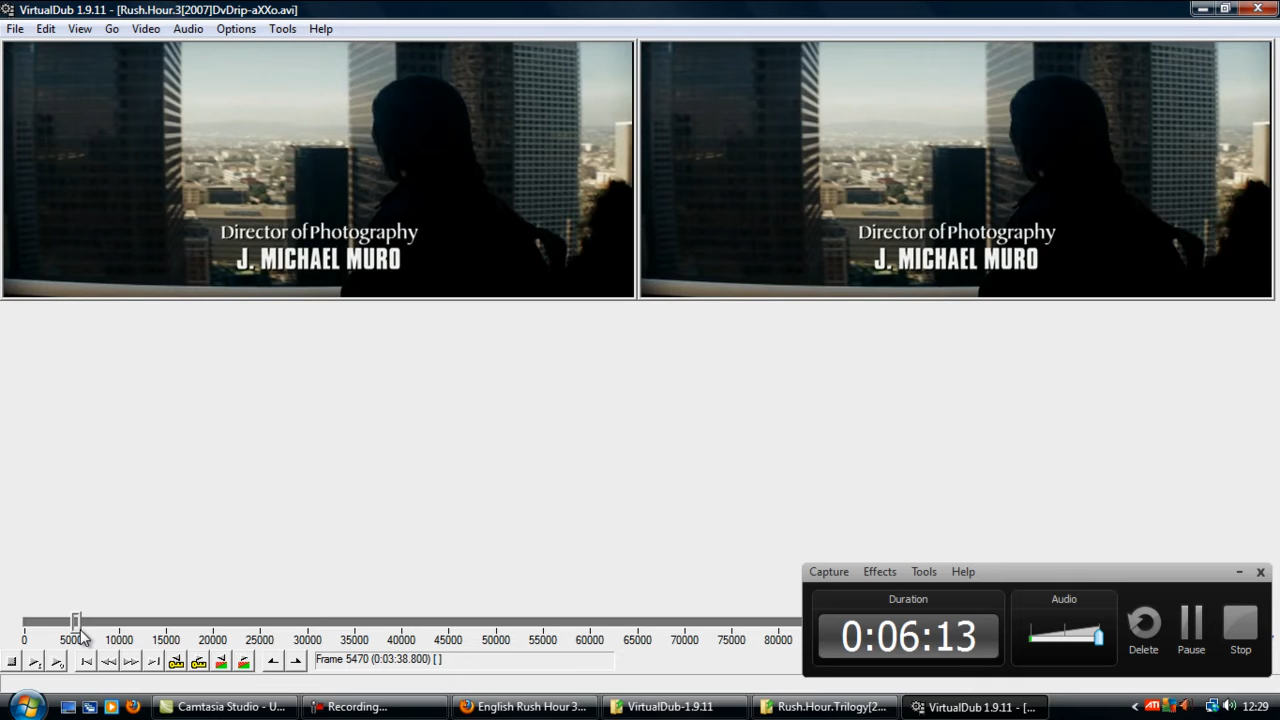 VirtualDub 1.9.11 - [Rush.Hour.3[2007]DvDrip-aXXo.avi]
File Edit View Go Video Audio Options Tools Help
Director of Photography
J. MICHAEL MURO
Director of Photography
J. MICHAEL MURO
Capture Effects Tools Help
Duration
Audio
0:06:13
Delete Pause Stop
0 5000 10000 15000 20000 25000 30000 35000 40000 45000 50000 55000 60000 65000 70000 75000 80000
Frame 5470 (0:03:38.800) [ ]
Camtasia Studio - U... Recording... English Rush Hour 3... VirtualDub-1.9.11 Rush.Hour.Trilogy[2... VirtualDub 1.9.11 - [... ATI 12:29